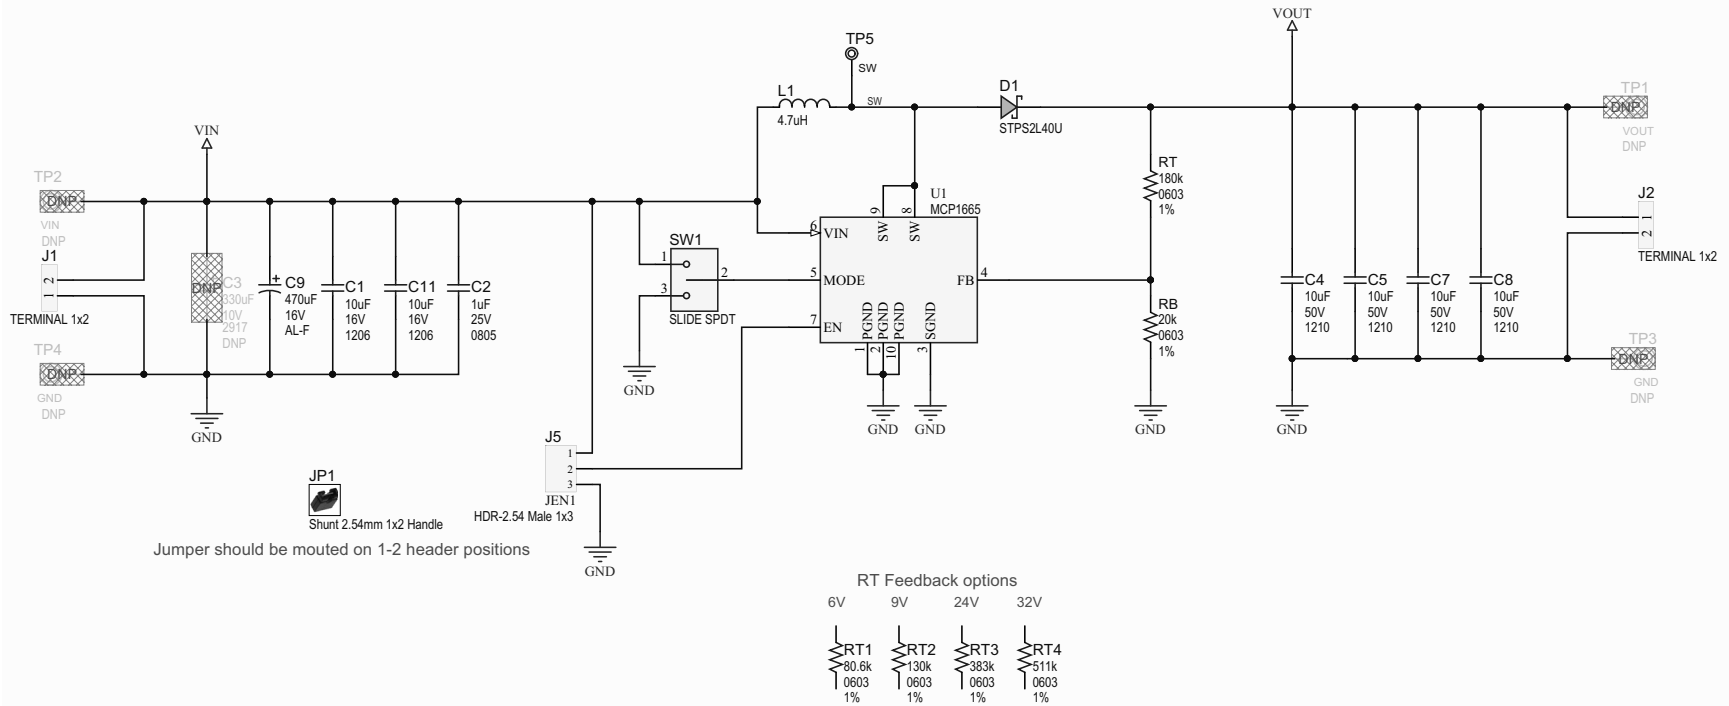 VOUT
TP5
SW
TP1
DNP
VOUT
DNP
L1
4.7uH
SW
D1
STPS2L40U
VIN
TP2
DNP
VIN
DNP
J1
2
1
TERMINAL 1x2
TP4
DNP
GND
DNP
DNP
C3
330uF
10V
2917
DNP
+
C9
470uF
16V
AL-F
C1
10uF
16V
1206
C11
10uF
16V
1206
C2
1uF
25V
0805
GND
SW1
1
2
3
SLIDE SPDT
GND
U1
MCP1665
9
8
SW
SW
6
VIN
5
MODE
7
EN
FB
4
PGND
PGND
PGND
SGND
1
2
10
3
GND
GND
RT
180k
0603
1%
RB
20k
0603
1%
GND
C4
10uF
50V
1210
C5
10uF
50V
1210
C7
10uF
50V
1210
C8
10uF
50V
1210
GND
J2
1
2
TERMINAL 1x2
TP3
DNP
GND
DNP
J5
1
2
3
JEN1
HDR-2.54 Male 1x3
GND
JP1
Shunt 2.54mm 1x2 Handle
Jumper should be mouted on 1-2 header positions
RT Feedback options
6V
9V
24V
32V
RT1
80.6k
0603
1%
RT2
130k
0603
1%
RT3
383k
0603
1%
RT4
511k
0603
1%